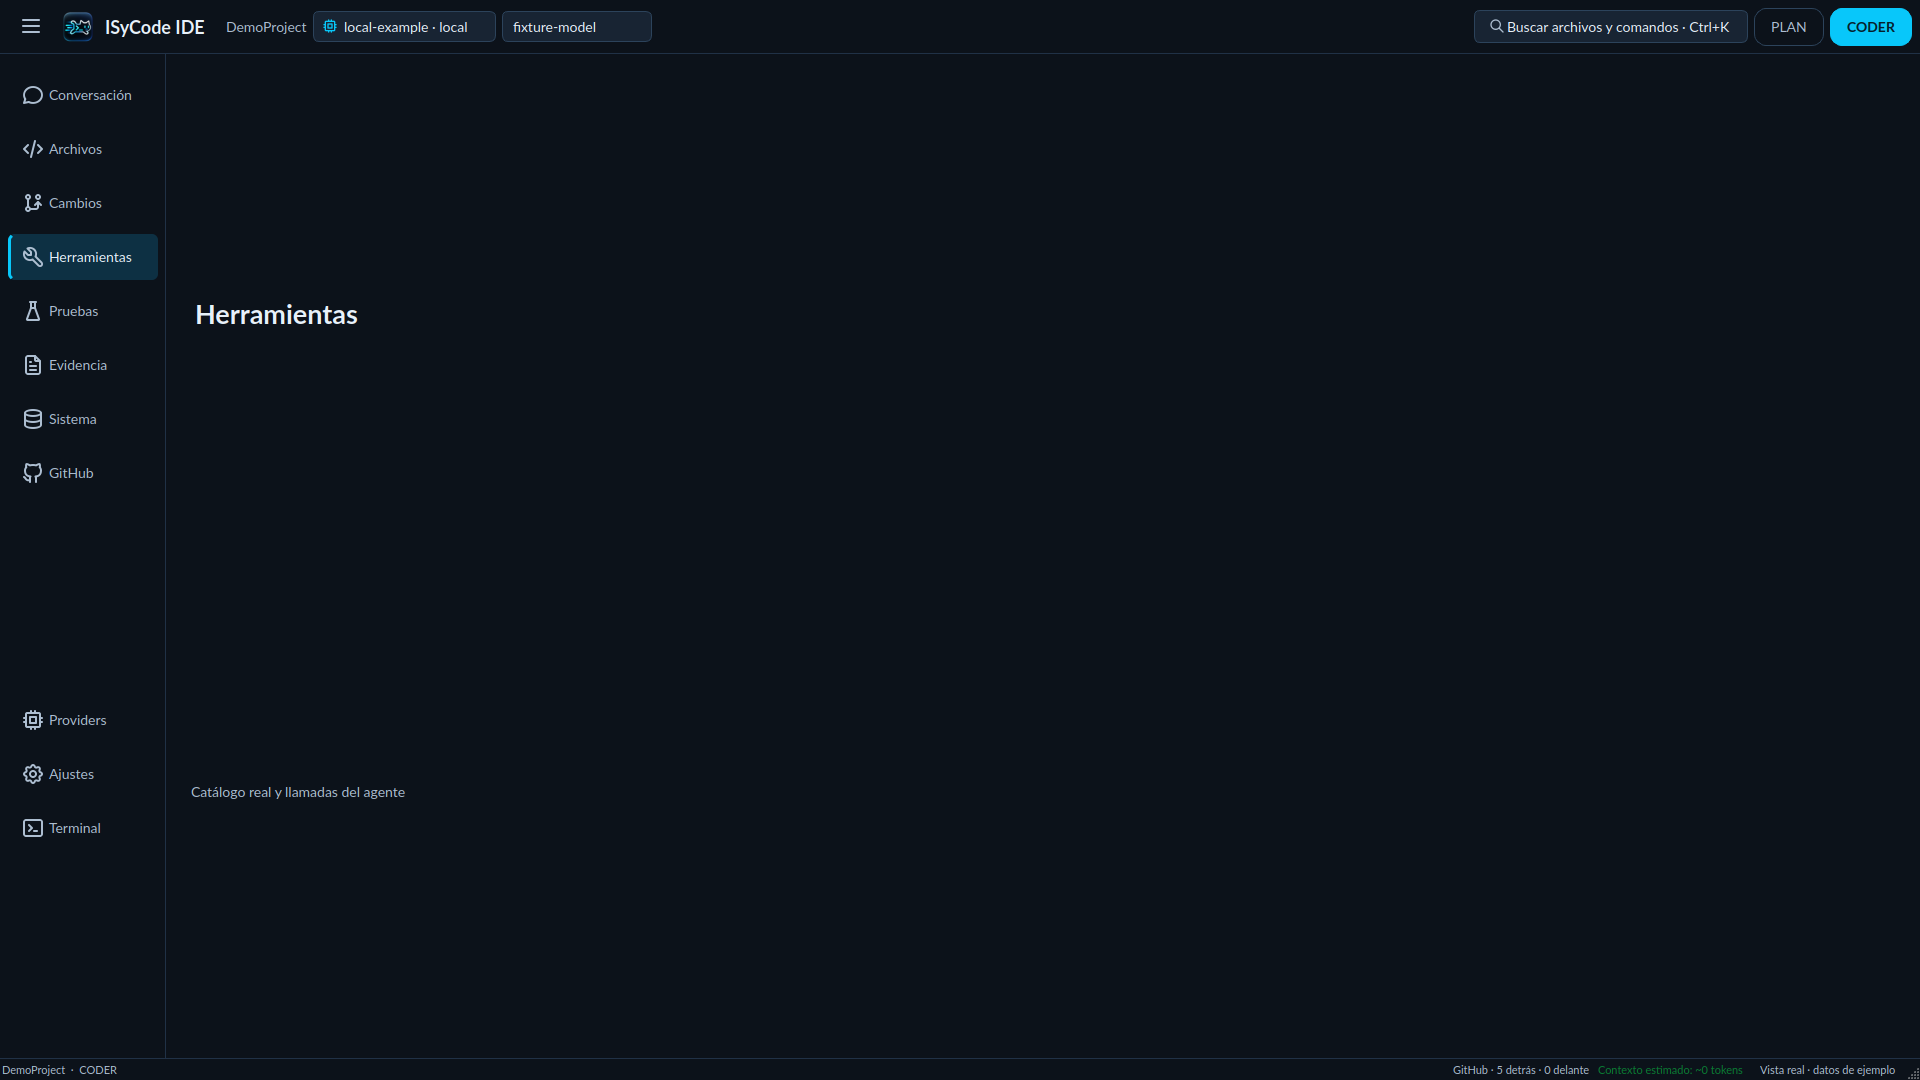 ISyCode IDE DemoProject local-example · local fixture-model Buscar archivos y comandos · Ctrl+K PLAN CODER
Conversación
Archivos
Cambios
Herramientas
Pruebas
Evidencia
Sistema
GitHub
Providers
Ajustes
Terminal
Herramientas
Catálogo real y llamadas del agente
DemoProject · CODER
GitHub · 5 detrás · 0 delante Contexto estimado: ~0 tokens Vista real · datos de ejemplo